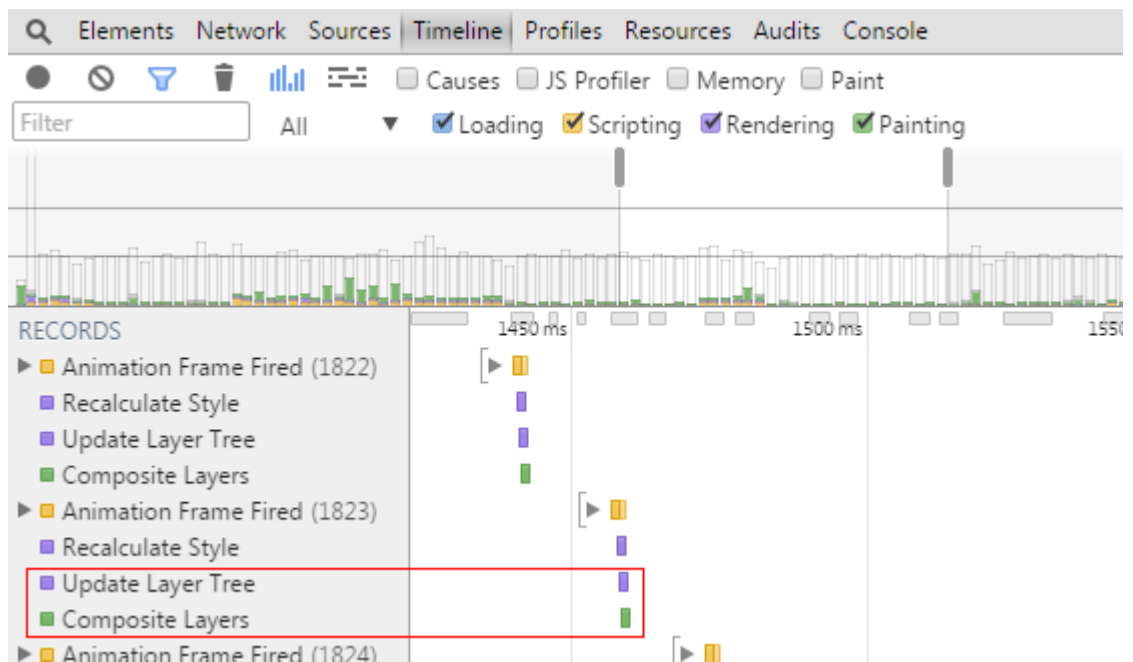 Elements Network Sources Timeline Profiles Resources Audits Console
Causes JS Profiler Memory Paint
Filter All Loading Scripting Rendering Painting
RECORDS 1450 ms 1500 ms 1550
Animation Frame Fired (1822)
Recalculate Style
Update Layer Tree
Composite Layers
Animation Frame Fired (1823)
Recalculate Style
Update Layer Tree
Composite Layers
Animation Frame Fired (1824)